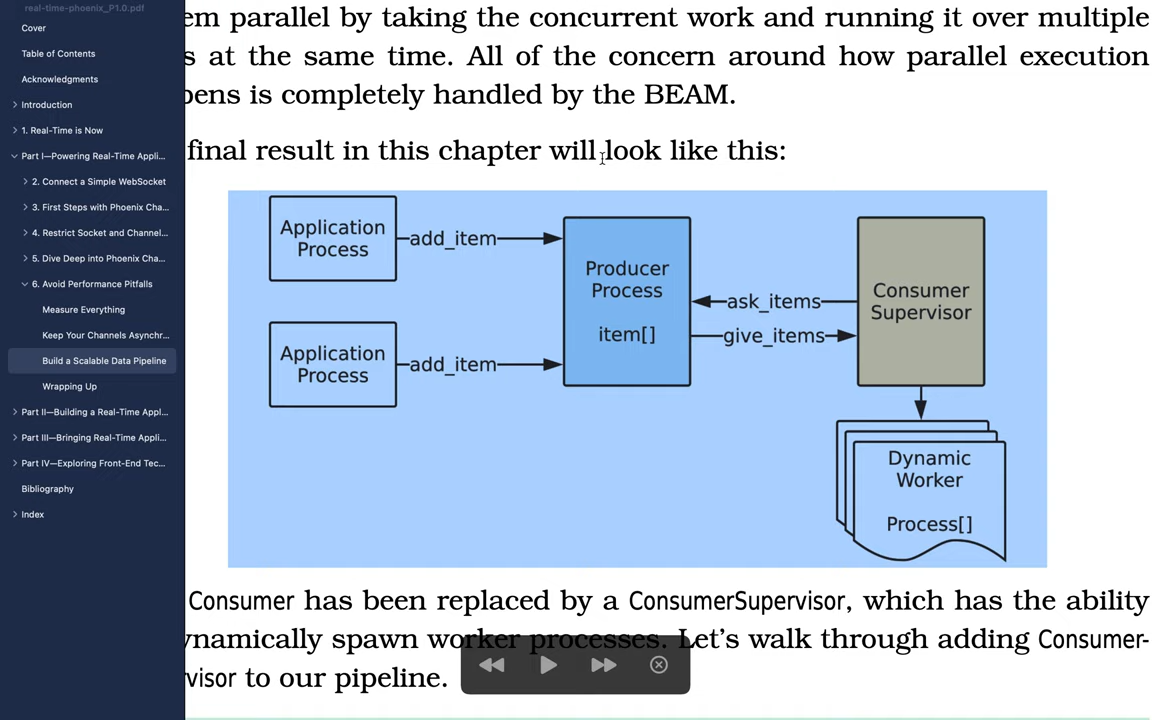 real-time-phoenix_P1.0.pdf
Cover
Table of Contents
Acknowledgments
Introduction
1. Real-Time is Now
Part I—Powering Real-Time Appli...
2. Connect a Simple WebSocket
3. First Steps with Phoenix Cha...
4. Restrict Socket and Channel...
5. Dive Deep into Phoenix Cha...
6. Avoid Performance Pitfalls
Measure Everything
Keep Your Channels Asynchr...
Build a Scalable Data Pipeline
Wrapping Up
Part II—Building a Real-Time Appl...
Part III—Bringing Real-Time Appli...
Part IV—Exploring Front-End Tec...
Bibliography
Index
em parallel by taking the concurrent work and running it over multiple
s at the same time. All of the concern around how parallel execution
pens is completely handled by the BEAM.
final result in this chapter will look like this:
Application
Process
add_item
Application
Process
add_item
Producer
Process
item[]
ask_items
give_items
Consumer
Supervisor
Dynamic
Worker
Process[]
Consumer has been replaced by a ConsumerSupervisor, which has the ability
ynamically spawn worker processes. Let's walk through adding Consumer-
visor to our pipeline.